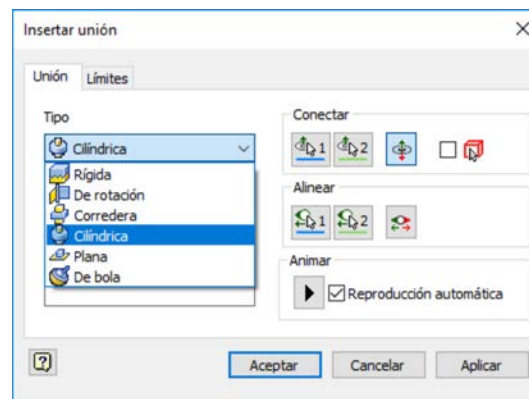 Insertar unión
Unión
Límites
Tipo
Cilíndrica
Rígida
De rotación
Corredera
Cilíndrica
Plana
De bola
Conectar
1
2
Alinear
1
2
Animar
Reproducción automática
?
Aceptar
Cancelar
Aplicar